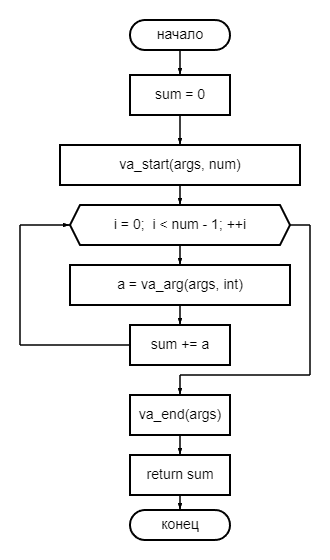 начало
sum = 0
va_start(args, num)
i = 0; i < num - 1; ++i
a = va_arg(args, int)
sum += a
va_end(args)
return sum
конец